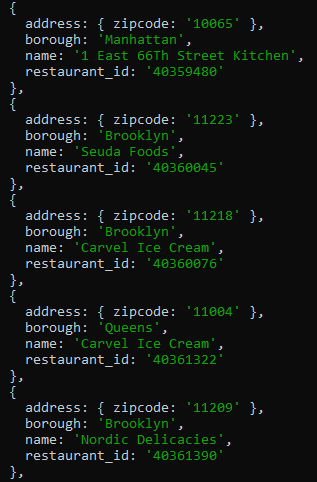 {
  address: { zipcode: '10065' },
  borough: 'Manhattan',
  name: '1 East 66Th Street Kitchen',
  restaurant_id: '40359480'
},
{
  address: { zipcode: '11223' },
  borough: 'Brooklyn',
  name: 'Seuda Foods',
  restaurant_id: '40360045'
},
{
  address: { zipcode: '11218' },
  borough: 'Brooklyn',
  name: 'Carvel Ice Cream',
  restaurant_id: '40360076'
},
{
  address: { zipcode: '11004' },
  borough: 'Queens',
  name: 'Carvel Ice Cream',
  restaurant_id: '40361322'
},
{
  address: { zipcode: '11209' },
  borough: 'Brooklyn',
  name: 'Nordic Delicacies',
  restaurant_id: '40361390'
},